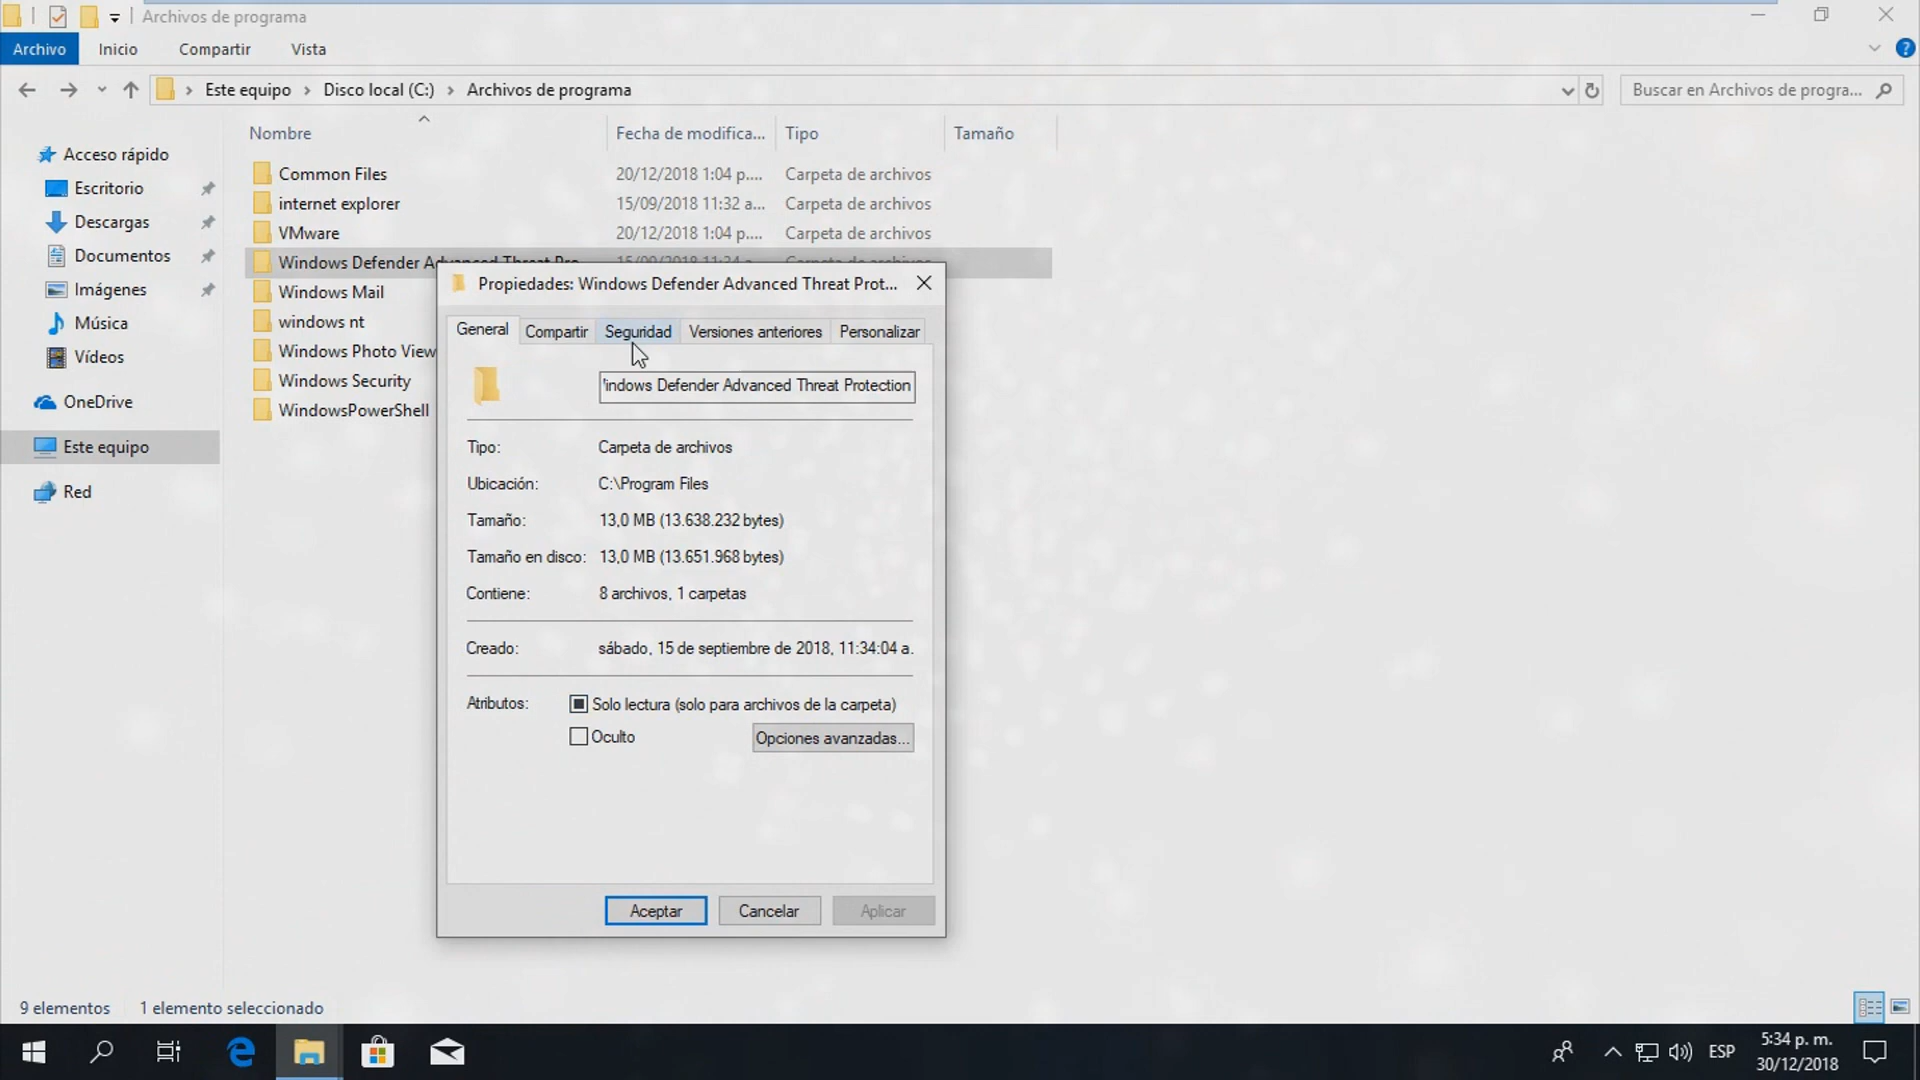 Archivos de programa
Archivo Inicio Compartir Vista
Este equipo > Disco local (C:) > Archivos de programa
Buscar en Archivos de progra...
Nombre Fecha de modifica... Tipo Tamaño
Acceso rápido
Escritorio
Descargas
Documentos
Imágenes
Música
Vídeos
OneDrive
Este equipo
Red
Common Files 20/12/2018 1:04 p.... Carpeta de archivos
internet explorer 15/09/2018 11:32 a... Carpeta de archivos
VMware 20/12/2018 1:04 p.... Carpeta de archivos
Windows Defender Advanced Threat Pro
Windows Mail
windows nt
Windows Photo View
Windows Security
WindowsPowerShell
Propiedades: Windows Defender Advanced Threat Prot...
General Compartir Seguridad Versiones anteriores Personalizar
indows Defender Advanced Threat Protection
Tipo: Carpeta de archivos
Ubicación: C:\Program Files
Tamaño: 13,0 MB (13.638.232 bytes)
Tamaño en disco: 13,0 MB (13.651.968 bytes)
Contiene: 8 archivos, 1 carpetas
Creado: sábado, 15 de septiembre de 2018, 11:34:04 a.
Atributos: Solo lectura (solo para archivos de la carpeta)
Oculto Opciones avanzadas...
Aceptar Cancelar Aplicar
9 elementos 1 elemento seleccionado
ESP
5:34 p. m.
30/12/2018